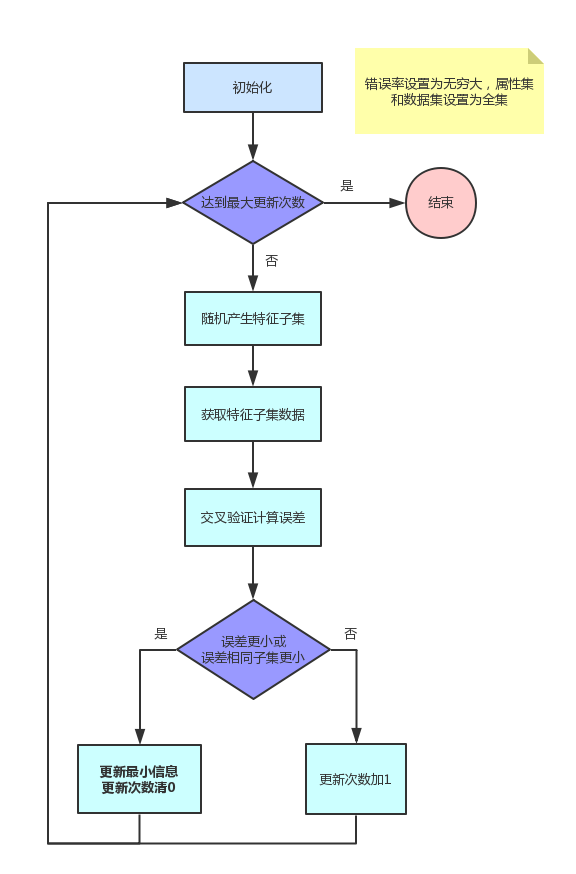 初始化
错误率设置为无穷大，属性集
和数据集设置为全集
达到最大更新次数
是
结束
否
随机产生特征子集
获取特征子集数据
交叉验证计算误差
误差更小或
误差相同子集更小
是
否
更新最小信息
更新次数清0
更新次数加1